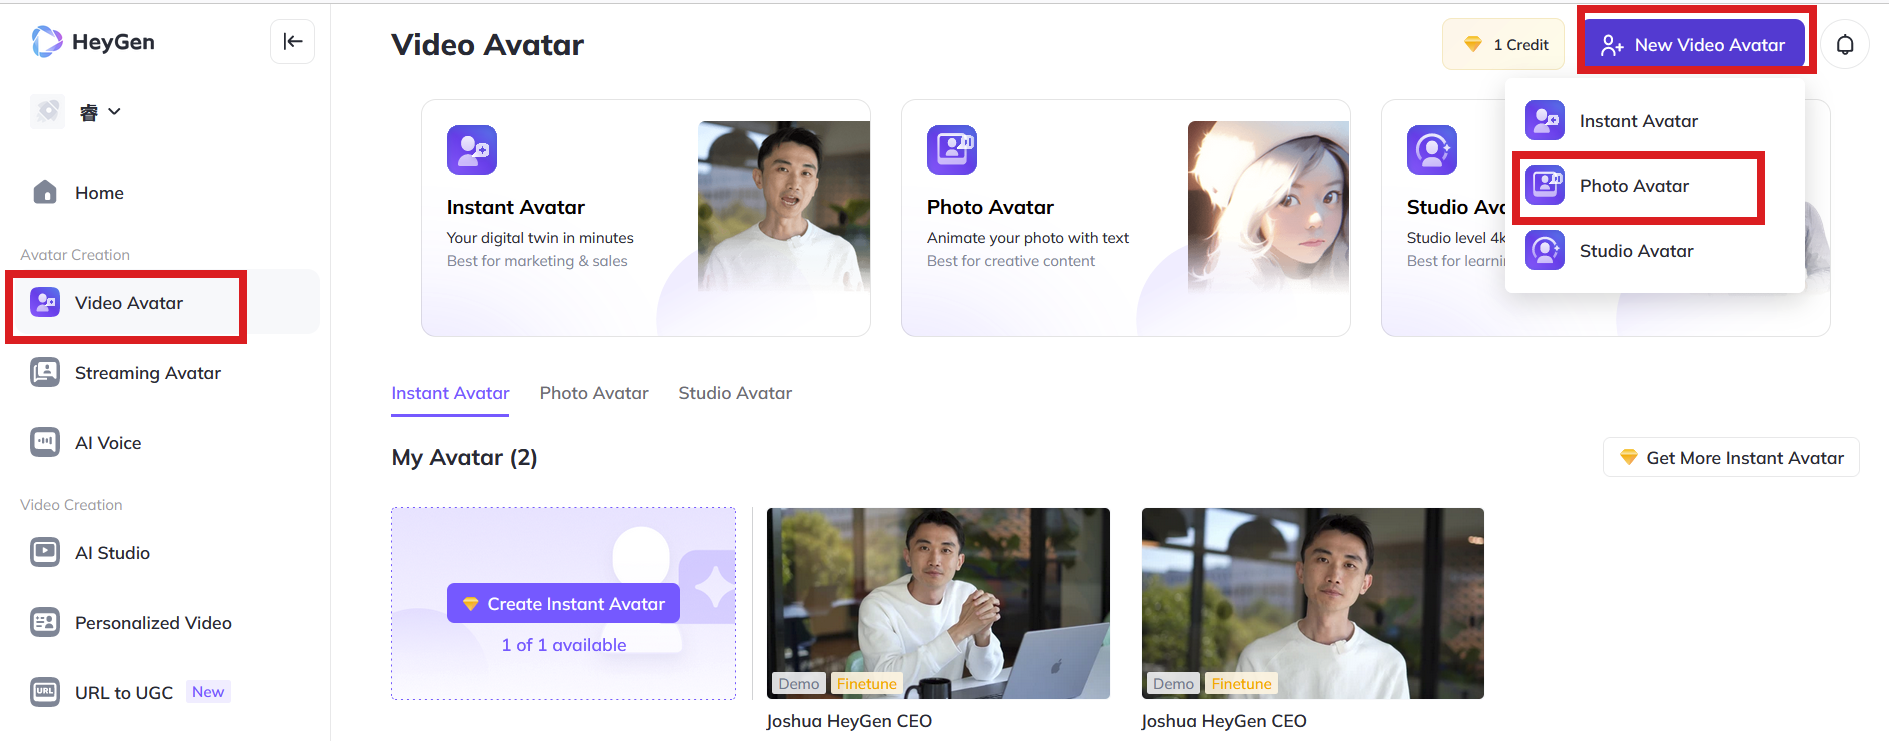 HeyGen
睿
Home
Avatar Creation
Video Avatar
Streaming Avatar
AI Voice
Video Creation
AI Studio
Personalized Video
URL to UGC New
Video Avatar
1 Credit
New Video Avatar
Instant Avatar
Photo Avatar
Studio Avatar
Instant Avatar
Your digital twin in minutes
Best for marketing & sales
Photo Avatar
Animate your photo with text
Best for creative content
Studio Ava
Studio level 4k
Best for learni
Instant Avatar Photo Avatar Studio Avatar
My Avatar (2)
Get More Instant Avatar
Create Instant Avatar
1 of 1 available
Demo Finetune
Joshua HeyGen CEO
Demo Finetune
Joshua HeyGen CEO
URL